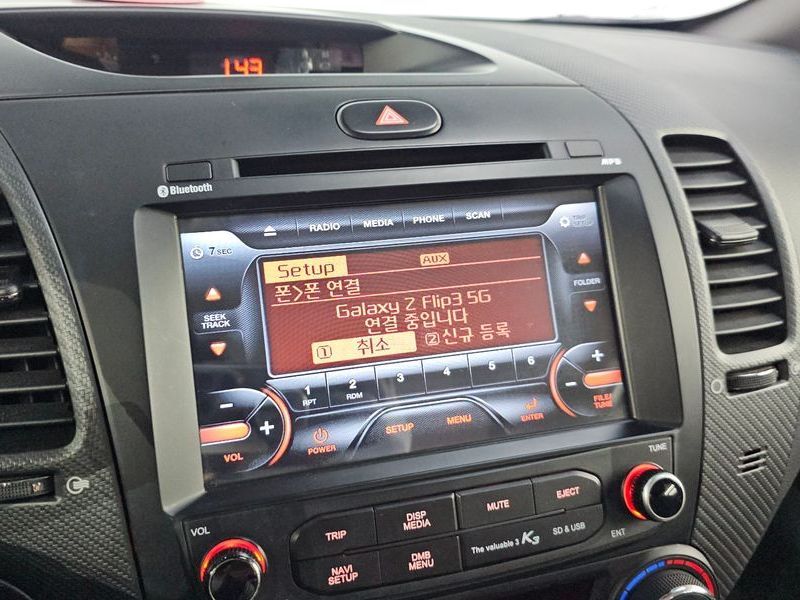 1:43
Bluetooth
RADIO MEDIA PHONE SCAN
TRIP SETUP
7 SEC
Setup AUX
폰>폰 연결
Galaxy Z Flip3 5G
연결 중입니다
① 취소 ② 신규 등록
SEEK TRACK
FOLDER
1 RPT 2 RDM 3 4 5 6
VOL
POWER
SETUP
MENU
ENTER
FILE/ TUNE
VOL
TUNE
TRIP
DISP MEDIA
MUTE
EJECT
NAVI SETUP
DMB MENU
The valuable 3 K3
SD & USB
ENT